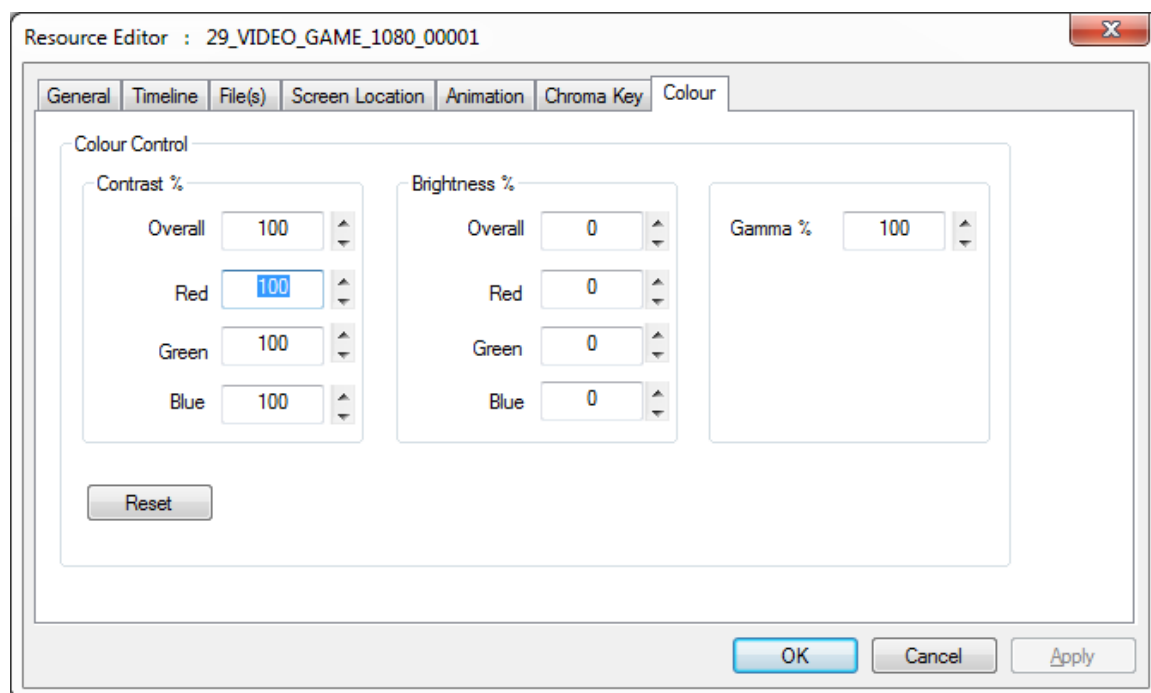 Resource Editor : 29_VIDEO_GAME_1080_00001
General Timeline File(s) Screen Location Animation Chroma Key Colour
Colour Control
Contrast % Brightness %
Overall 100 Overall 0 Gamma % 100
Red 100 Red 0
Green 100 Green 0
Blue 100 Blue 0
Reset
OK Cancel Apply